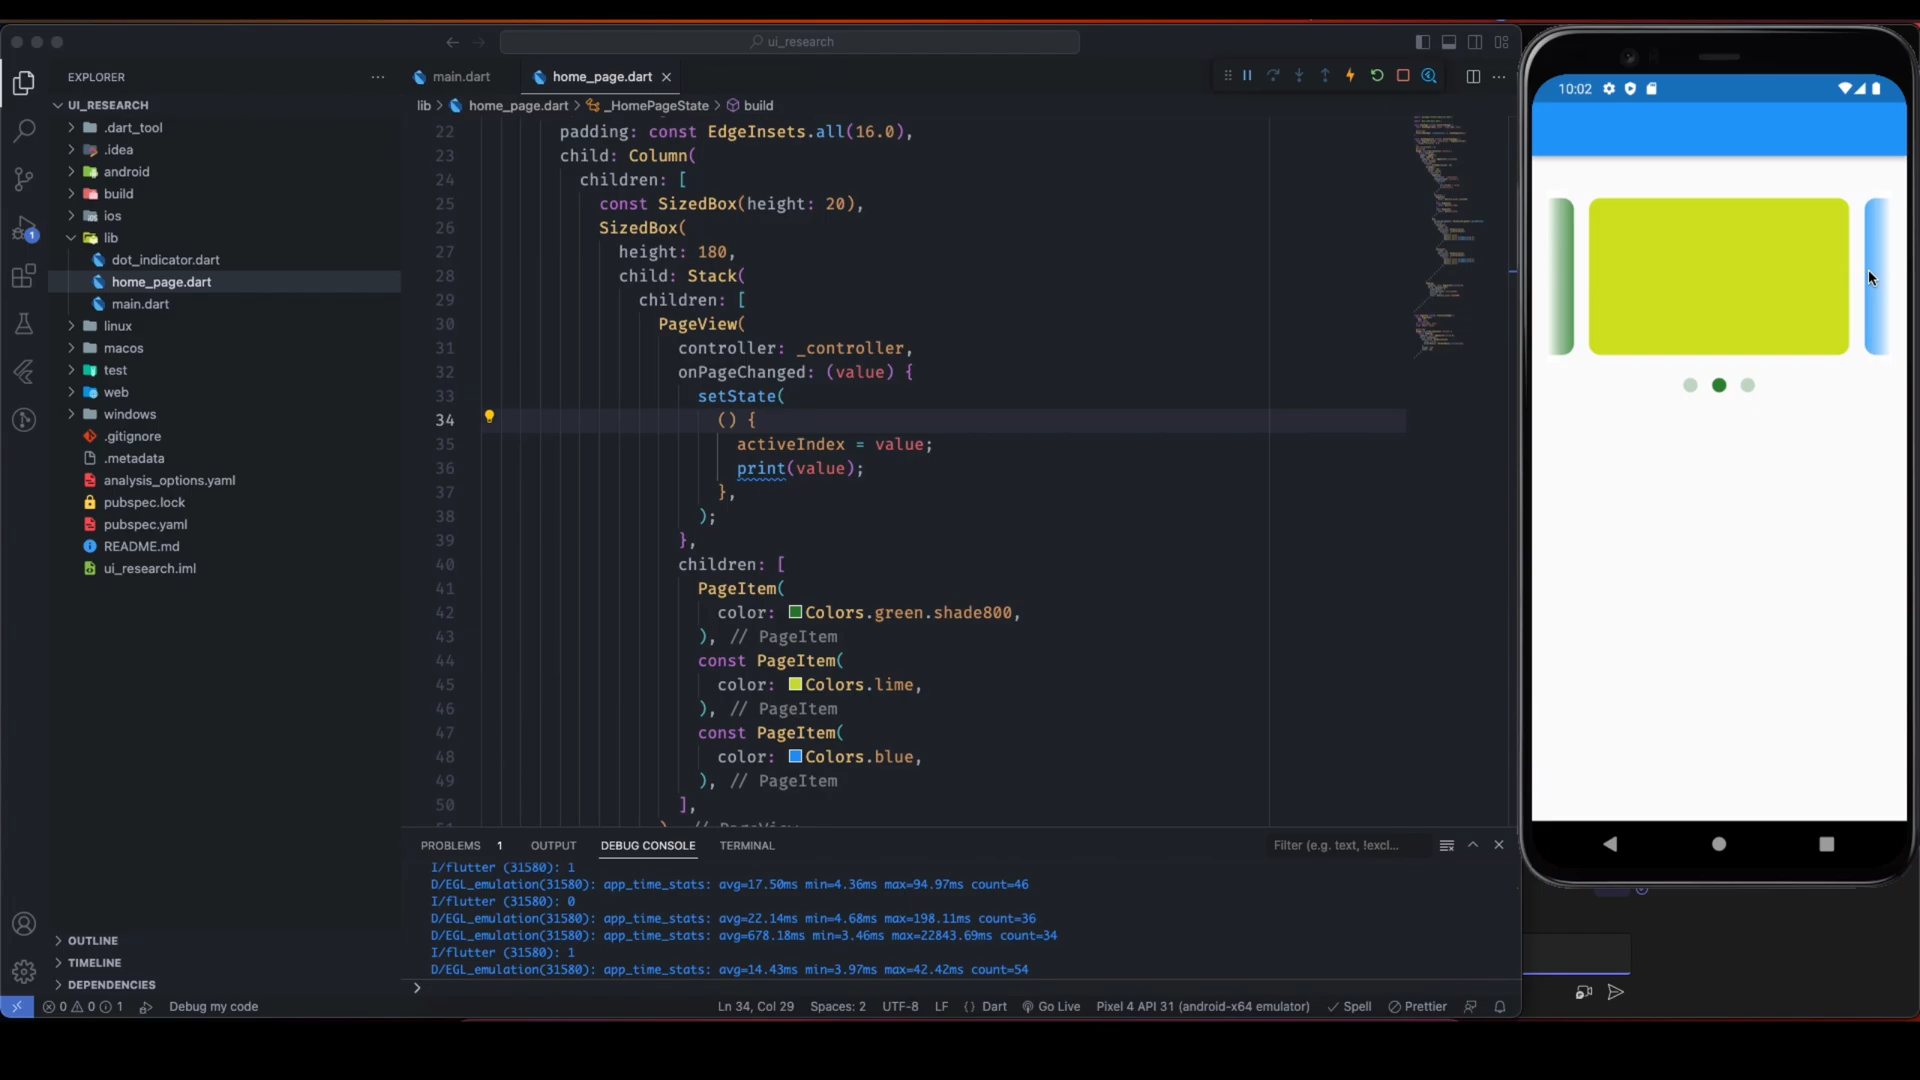 ui_research
EXPLORER
main.dart
home_page.dart
UI_RESEARCH
.dart_tool
.idea
android
build
ios
lib
dot_indicator.dart
home_page.dart
main.dart
linux
macos
test
web
windows
.gitignore
.metadata
analysis_options.yaml
pubspec.lock
pubspec.yaml
README.md
ui_research.iml
OUTLINE
TIMELINE
DEPENDENCIES
1
lib > home_page.dart > _HomePageState > build
22 padding: const EdgeInsets.all(16.0),
23 child: Column(
24 children: [
25 const SizedBox(height: 20),
26 SizedBox(
27 height: 180,
28 child: Stack(
29 children: [
30 PageView(
31 controller: _controller,
32 onPageChanged: (value) {
33 setState(
34 () {
35 activeIndex = value;
36 print(value);
37 },
38 );
39 },
40 children: [
41 PageItem(
42 color: Colors.green.shade800,
43 ), // PageItem
44 const PageItem(
45 color: Colors.lime,
46 ), // PageItem
47 const PageItem(
48 color: Colors.blue,
49 ), // PageItem
50 ],
PROBLEMS 1 OUTPUT DEBUG CONSOLE TERMINAL Filter (e.g. text, !excl...
I/flutter (31580): 1
D/EGL_emulation(31580): app_time_stats: avg=17.50ms min=4.36ms max=94.97ms count=46
I/flutter (31580): 0
D/EGL_emulation(31580): app_time_stats: avg=22.14ms min=4.68ms max=198.11ms count=36
D/EGL_emulation(31580): app_time_stats: avg=678.18ms min=3.46ms max=22843.69ms count=34
I/flutter (31580): 1
D/EGL_emulation(31580): app_time_stats: avg=14.43ms min=3.97ms max=42.42ms count=54
>
0 0 1 Debug my code Ln 34, Col 29 Spaces: 2 UTF-8 LF {} Dart Go Live Pixel 4 API 31 (android-x64 emulator) Spell Prettier
10:02